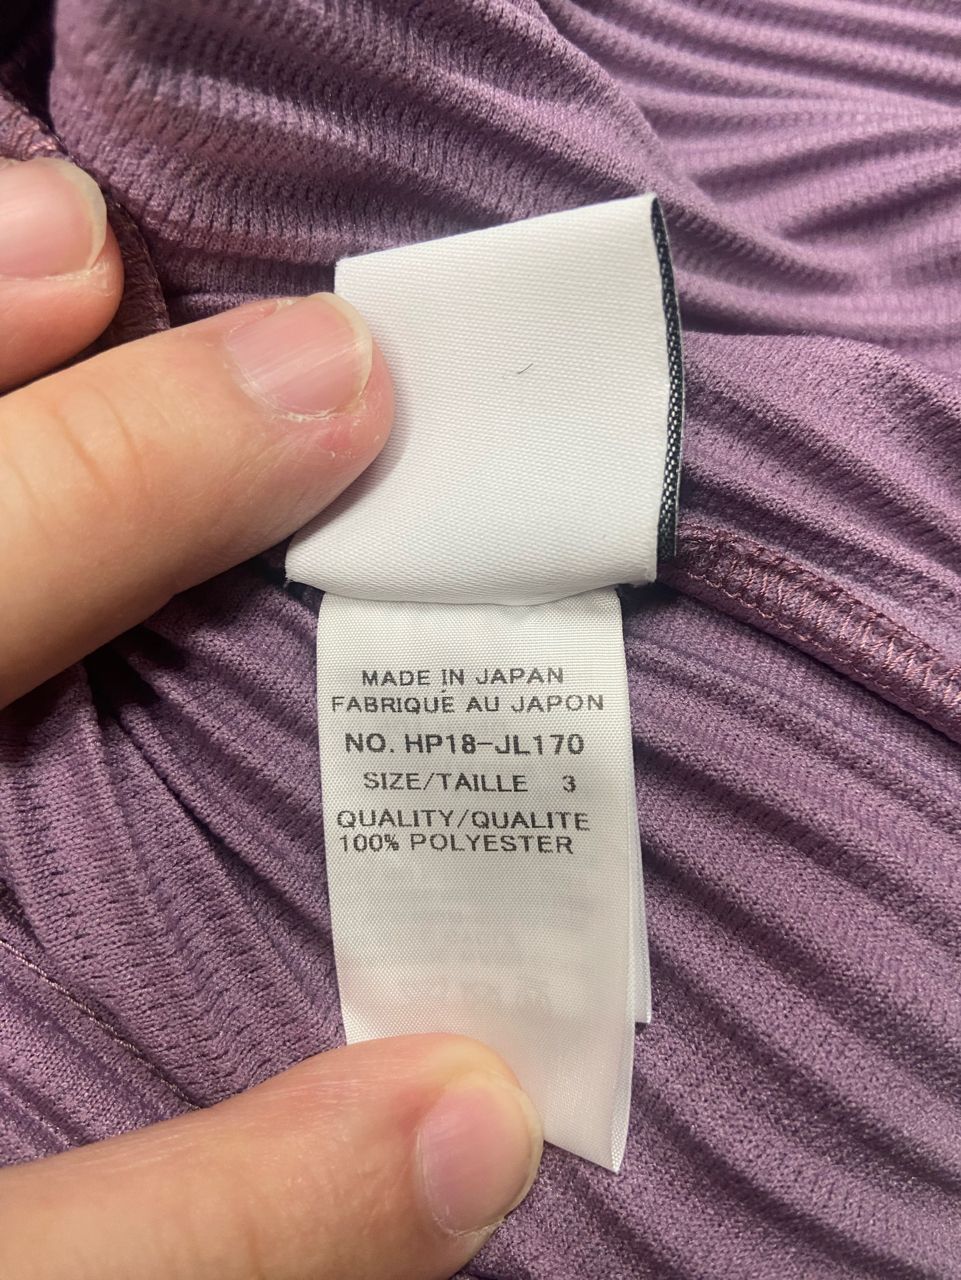 MADE IN JAPAN
FABRIQUÉ AU JAPON
NO. HP18-JL170
SIZE/TAILLE 3
QUALITY/QUALITE
100% POLYESTER